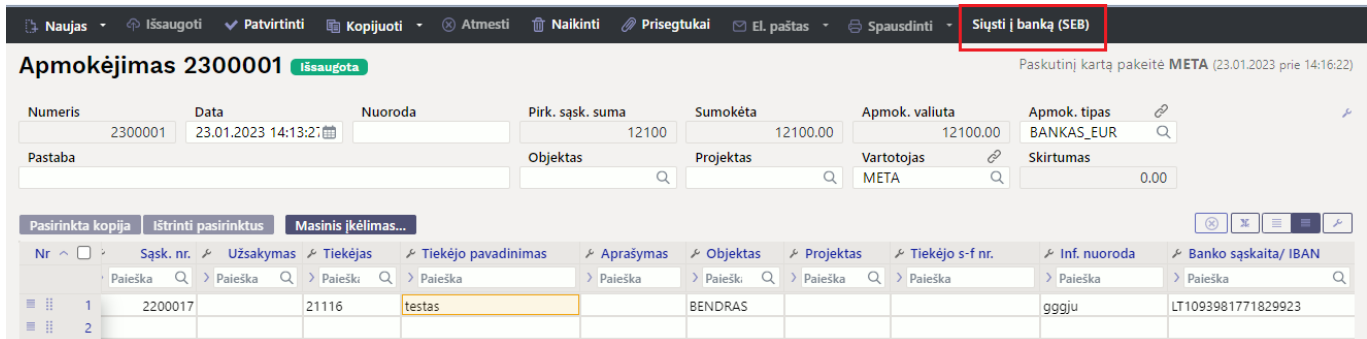 Naujas Išsaugoti Patvirtinti Kopijuoti Atmesti Naikinti Prisegtukai El. paštas Spausdinti Siųsti į banką (SEB)
Apmokėjimas 2300001 Išsaugota Paskutinį kartą pakeitė META (23.01.2023 prie 14:16:22)
Numeris Data Nuoroda Pirk. sąsk. suma Sumokėta Apmok. valiuta Apmok. tipas
2300001 23.01.2023 14:13:27 12100 12100.00 12100.00 BANKAS_EUR
Pastaba Objektas Projektas Vartotojas Skirtumas
META 0.00
Pasirinkta kopija Ištrinti pasirinktus Masinis įkėlimas...
Nr Sąsk. nr. Užsakymas Tiekėjas Tiekėjo pavadinimas Aprašymas Objektas Projektas Tiekėjo s-f nr. Inf. nuoroda Banko sąskaita/ IBAN
Paieška Paieška Paieška Paieška Paieška Paieška Paieška Paieška Paieška Paieška
1 2200017 21116 testas BENDRAS gggju LT1093981771829923
2